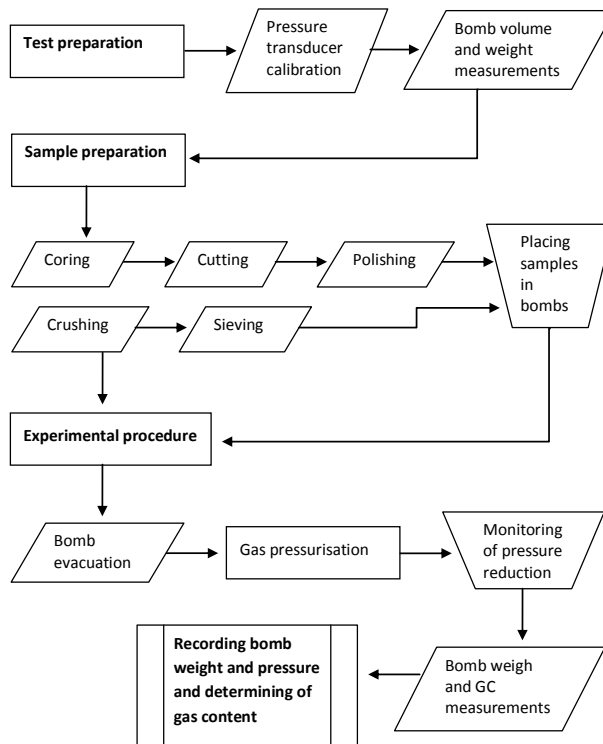 Test preparation
Pressure
transducer
calibration
Bomb volume
and weight
measurements
Sample preparation
Coring
Cutting
Polishing
Placing
samples
in
bombs
Crushing
Sieving
Experimental procedure
Bomb
evacuation
Gas pressurisation
Monitoring
of pressure
reduction
Recording bomb
weight and pressure
and determining of
gas content
Bomb weigh
and GC
measurements